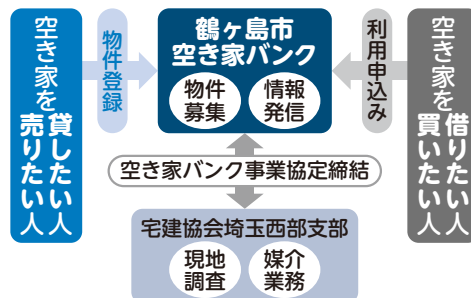 空き家を
貸したい人
売りたい人
物件登録
鶴ヶ島市
空き家バンク
物件
募集
情報
発信
利用申込み
空き家を
借りたい人
買いたい人
空き家バンク事業協定締結
宅建協会埼玉西部支部
現地
調査
媒介
業務